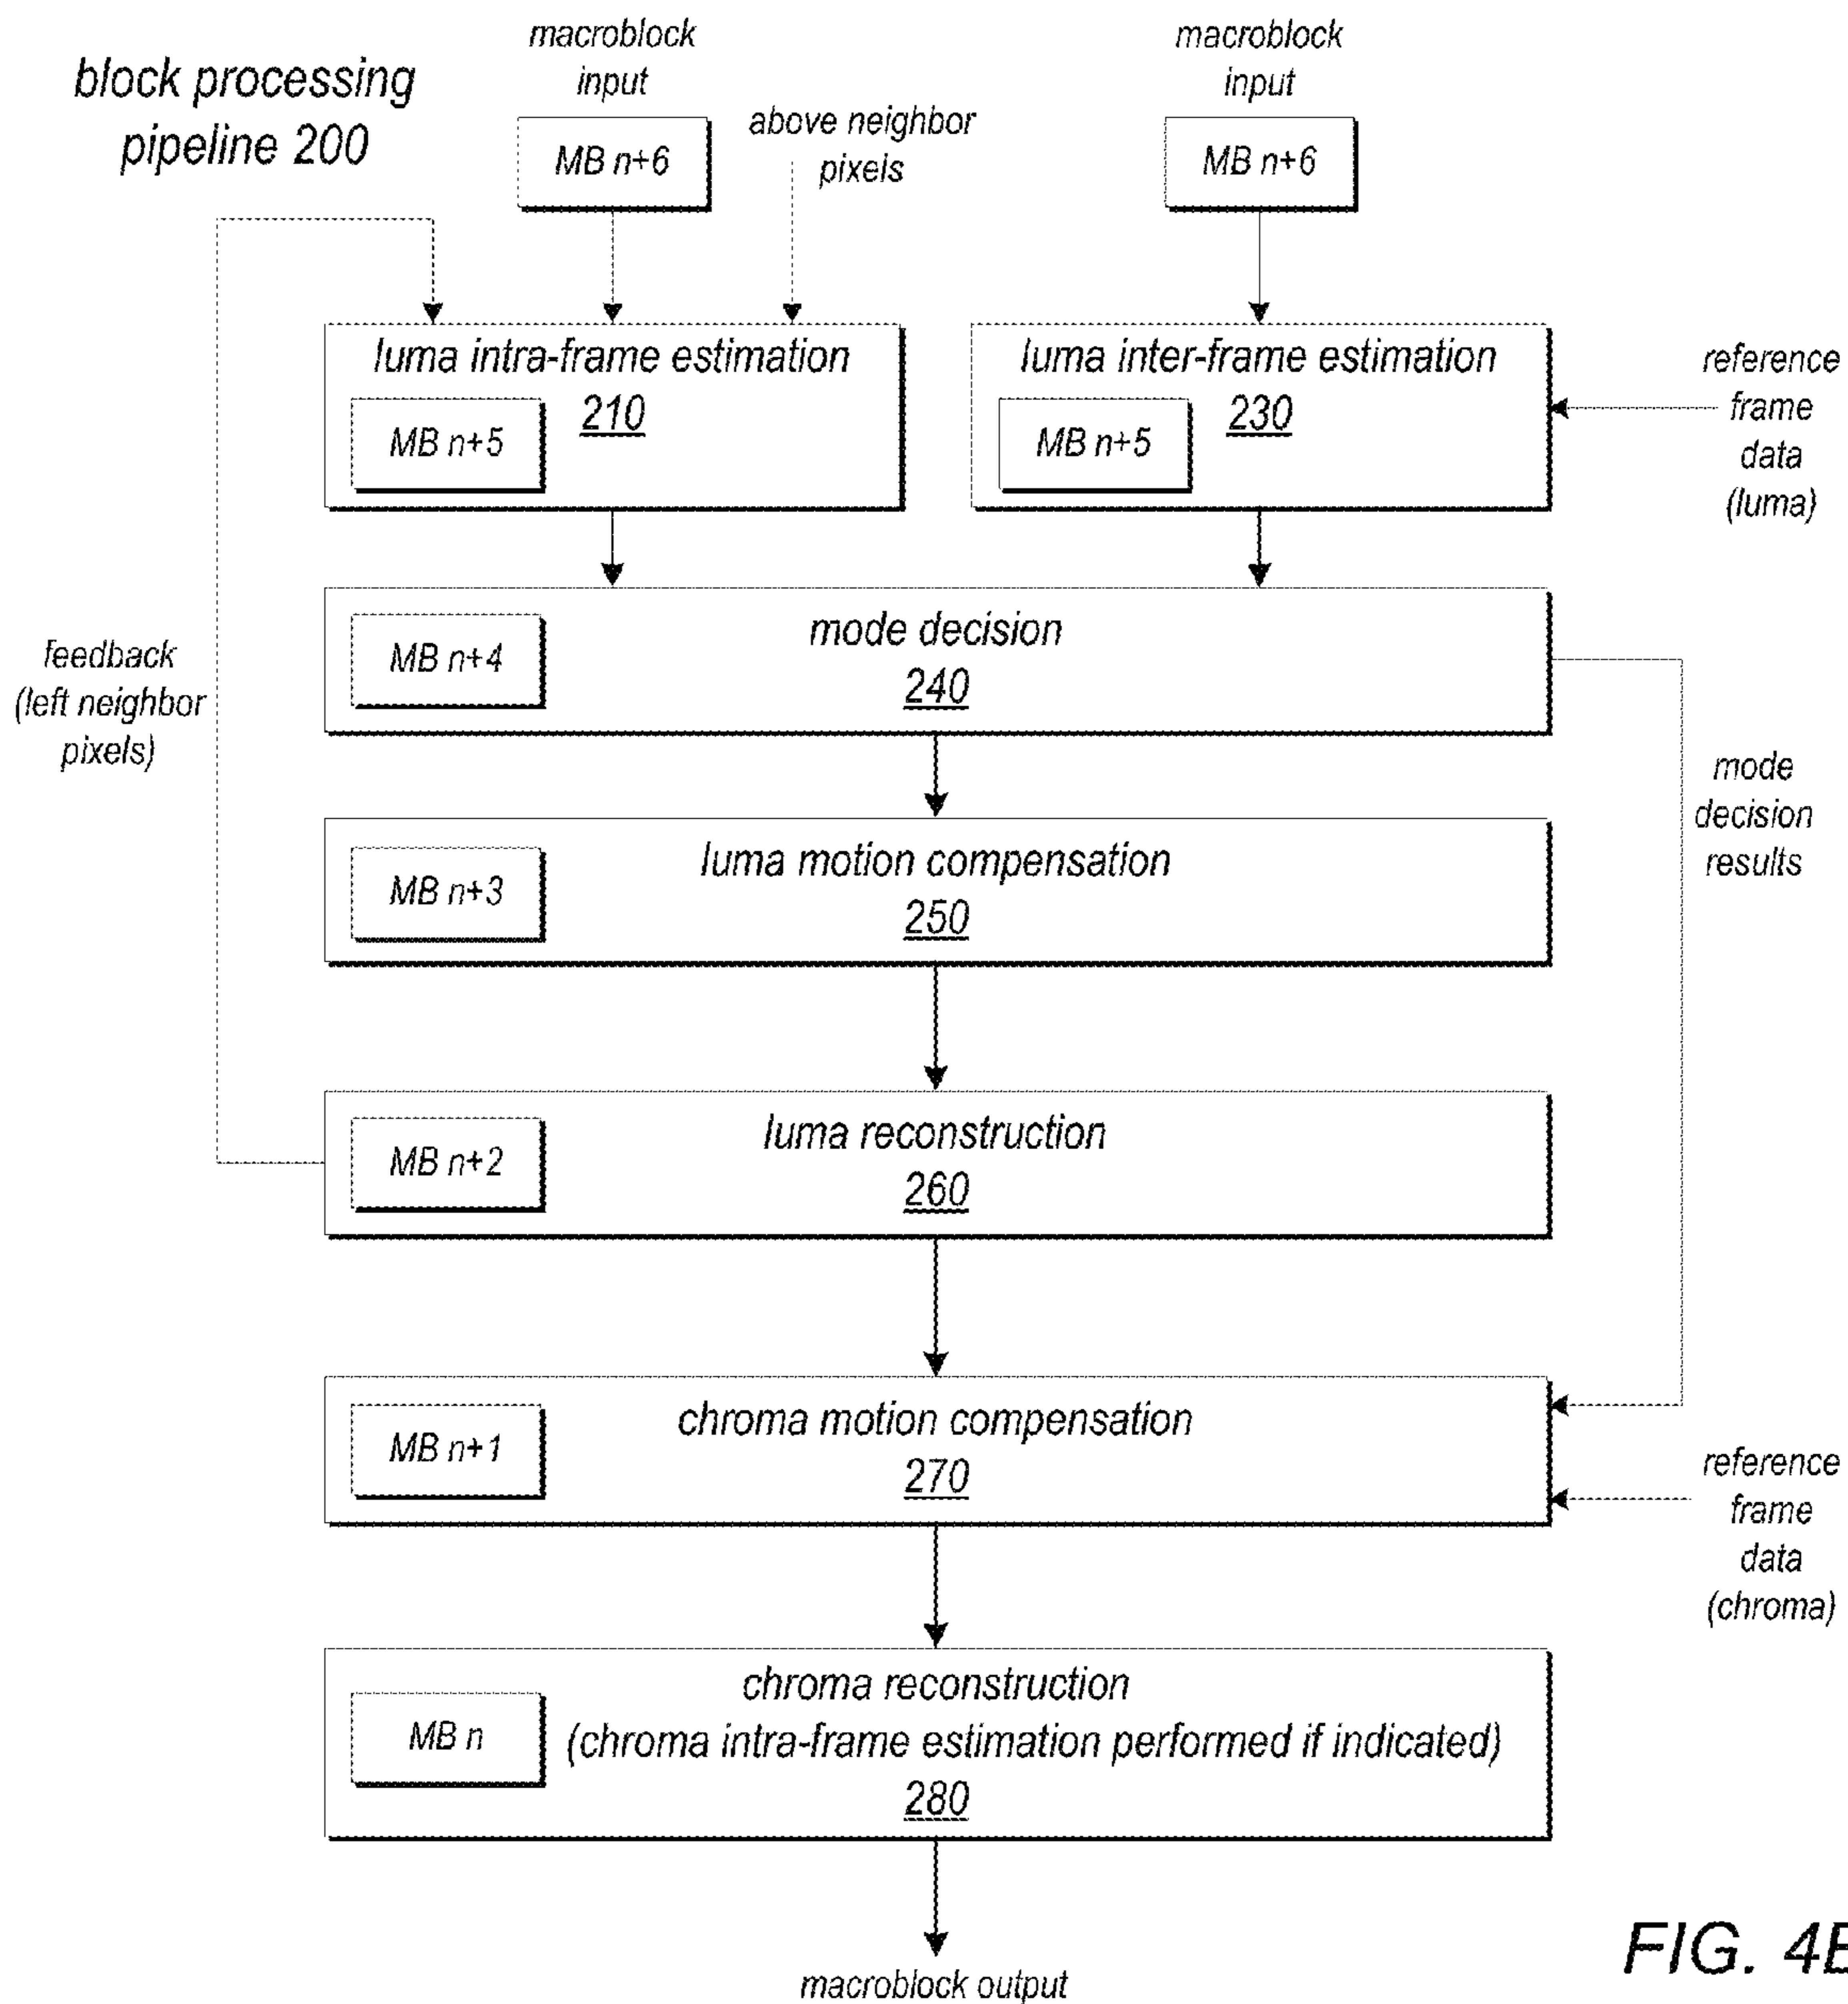 block processing
pipeline 200
macroblock
input
MB n+6
above neighbor
pixels
macroblock
input
MB n+6
luma intra-frame estimation
210
MB n+5
luma inter-frame estimation
230
MB n+5
reference
frame
data
(luma)
mode decision
240
MB n+4
feedback
(left neighbor
pixels)
mode
decision
results
luma motion compensation
250
MB n+3
luma reconstruction
260
MB n+2
chroma motion compensation
270
MB n+1
reference
frame
data
(chroma)
chroma reconstruction
(chroma intra-frame estimation performed if indicated)
280
MB n
macroblock output
FIG. 4B